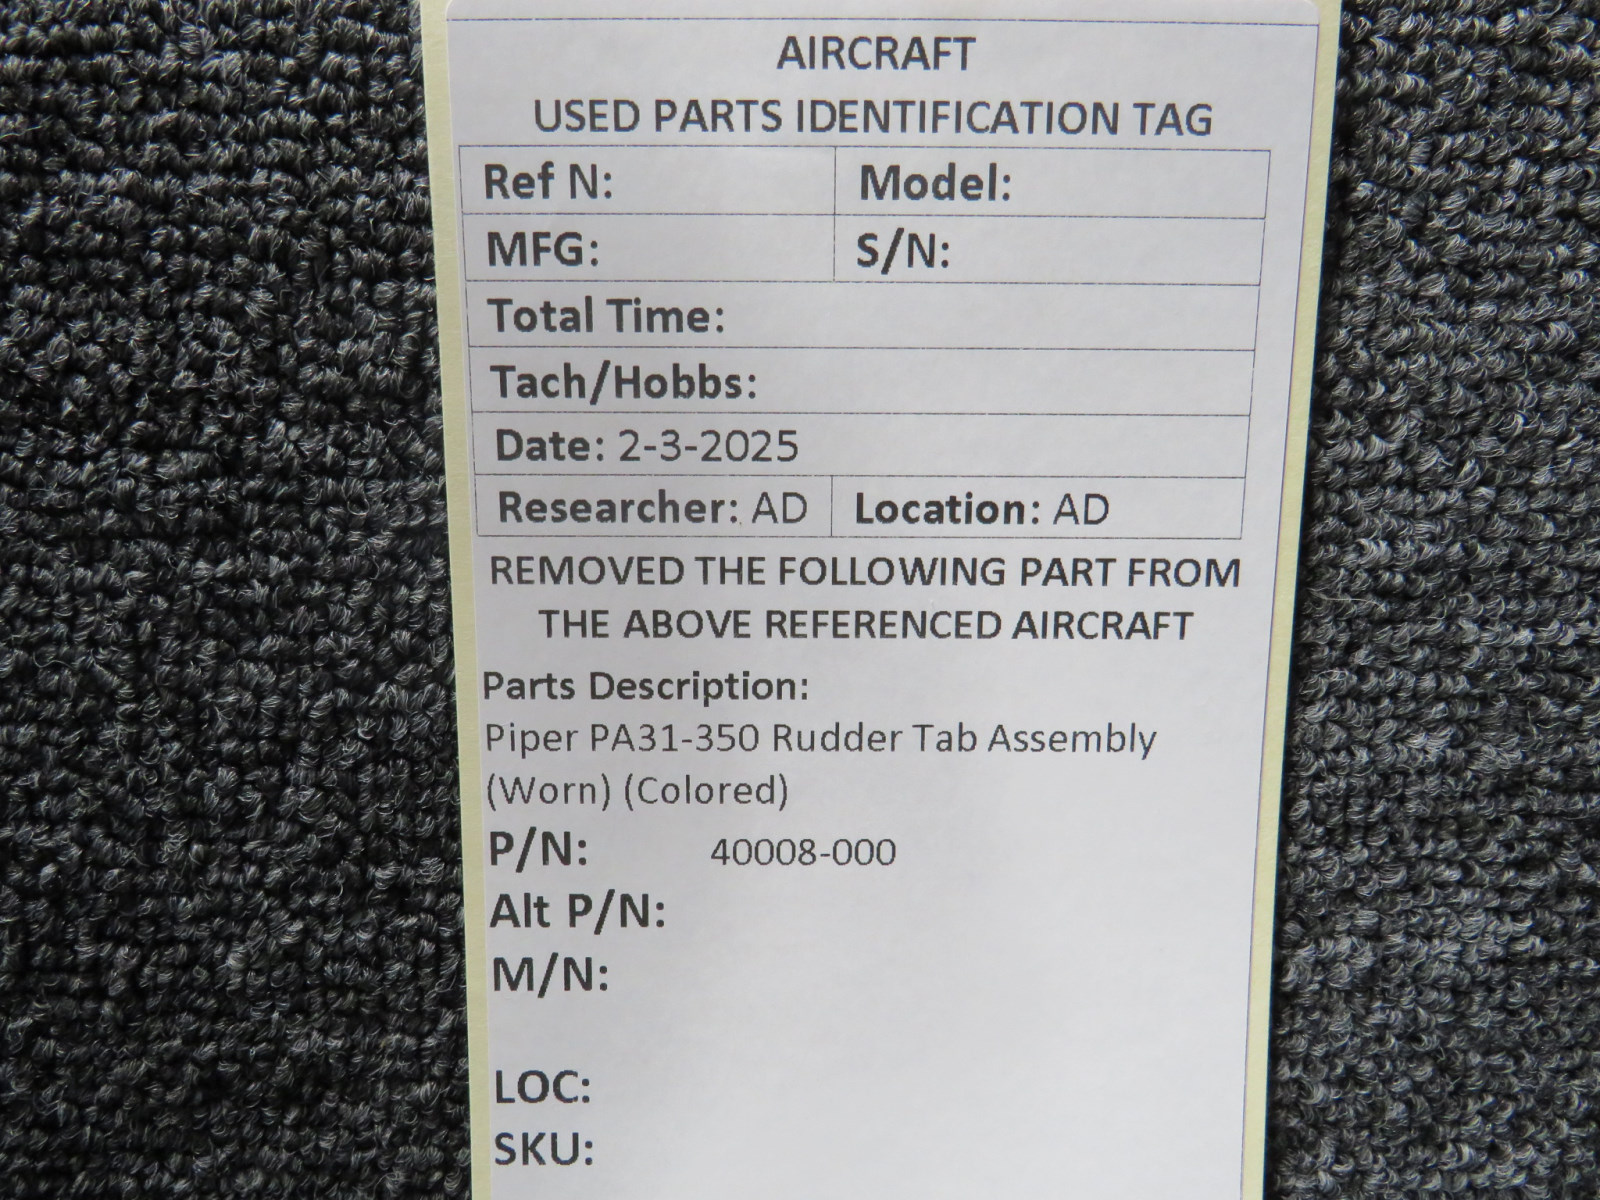 AIRCRAFT
USED PARTS IDENTIFICATION TAG
Ref N: Model:
MFG: S/N:
Total Time:
Tach/Hobbs:
Date: 2-3-2025
Researcher: AD Location: AD
REMOVED THE FOLLOWING PART FROM
THE ABOVE REFERENCED AIRCRAFT
Parts Description:
Piper PA31-350 Rudder Tab Assembly
(Worn) (Colored)
P/N: 40008-000
Alt P/N:
M/N:
LOC:
SKU: